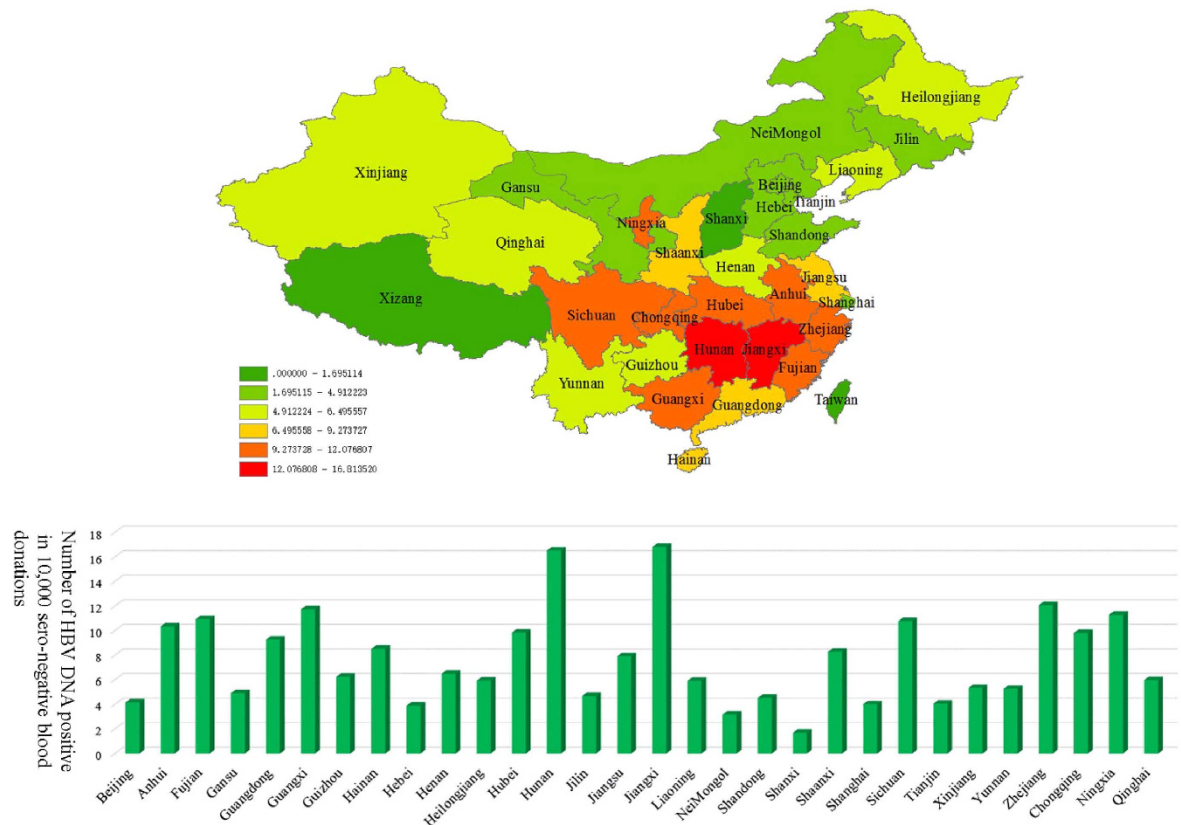 Heilongjiang
NeiMongol
Jilin
Xinjiang
Liaoning
Beijing
Gansu
Tianjin
Hebei
Shanxi
Ningxia
Shandong
Qinghai
Shaanxi
Henan
Jiangsu
Xizang
Anhui
Shanghai
Hubei
Sichuan
Chongqing
Zhejiang
Hunan
Jiangxi
Guizhou
Fujian
Yunnan
Guangxi
Guangdong
Taiwan
Hainan
.000000 - 1.695114
1.695115 - 4.912223
4.912224 - 6.495557
6.495558 - 9.273727
9.273728 - 12.076807
12.076808 - 16.813520
Number of HBV DNA positive
in 10,000 sero-negative blood
donations
18
16
14
12
10
8
6
4
2
0
Beijing
Anhui
Fujian
Gansu
Guangdong
Guangxi
Guizhou
Hainan
Hebei
Henan
Heilongjiang
Hubei
Hunan
Jilin
Jiangsu
Jiangxi
Liaoning
NeiMongol
Shandong
Shanxi
Shaanxi
Shanghai
Sichuan
Tianjin
Xinjiang
Yunnan
Zhejiang
Chongqing
Ningxia
Qinghai